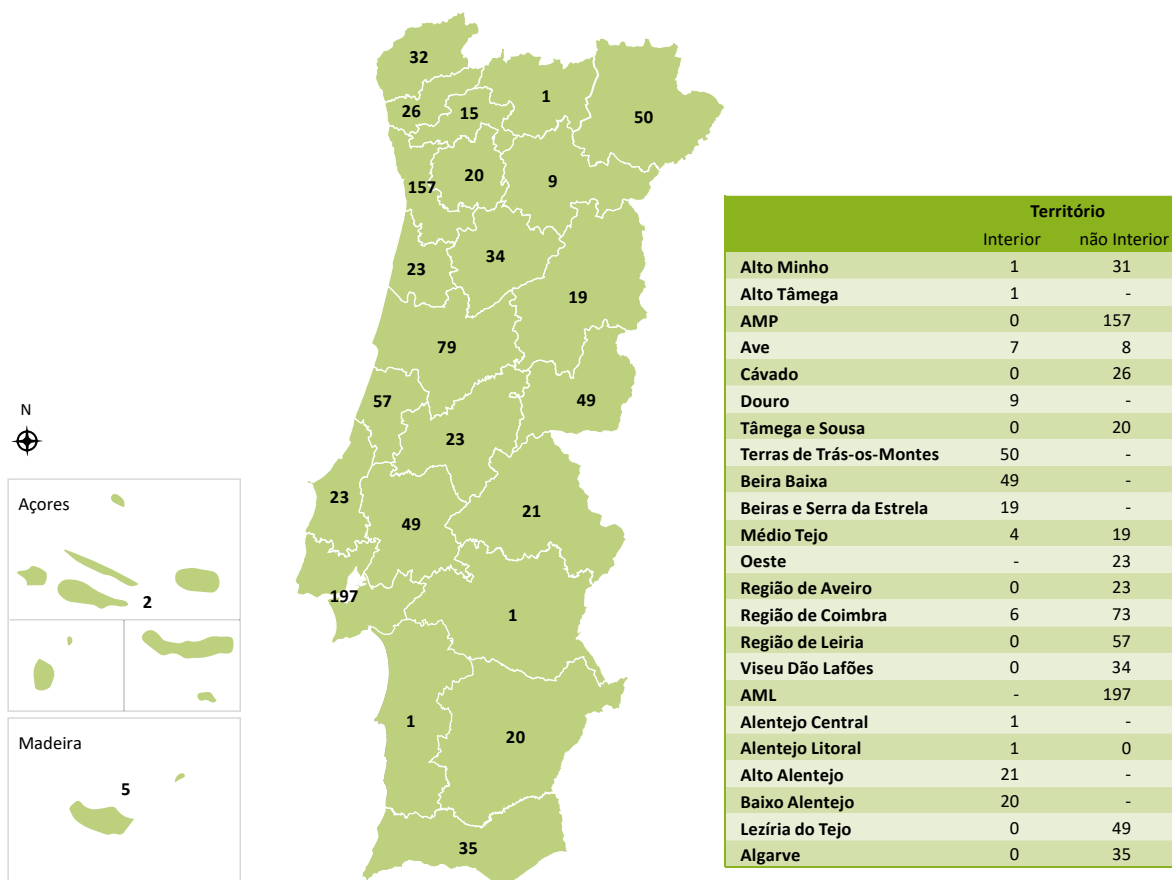 32
1
26
15
50
20
9
157
34
23
19
79
57
49
23
N
23
49
21
Açores
197
2
1
1
20
Madeira
5
35
Território
Interior não Interior
Alto Minho 1 31
Alto Tâmega 1 -
AMP 0 157
Ave 7 8
Cávado 0 26
Douro 9 -
Tâmega e Sousa 0 20
Terras de Trás-os-Montes 50 -
Beira Baixa 49 -
Beiras e Serra da Estrela 19 -
Médio Tejo 4 19
Oeste - 23
Região de Aveiro 0 23
Região de Coimbra 6 73
Região de Leiria 0 57
Viseu Dão Lafões 0 34
AML - 197
Alentejo Central 1 -
Alentejo Litoral 1 0
Alto Alentejo 21 -
Baixo Alentejo 20 -
Lezíria do Tejo 0 49
Algarve 0 35